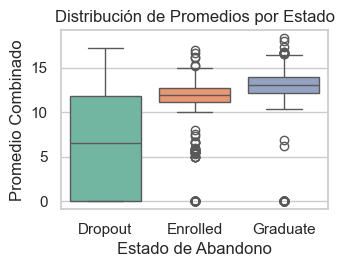 Distribución de Promedios por Estado
Promedio Combinado
15
10
5
0
Dropout Enrolled Graduate
Estado de Abandono